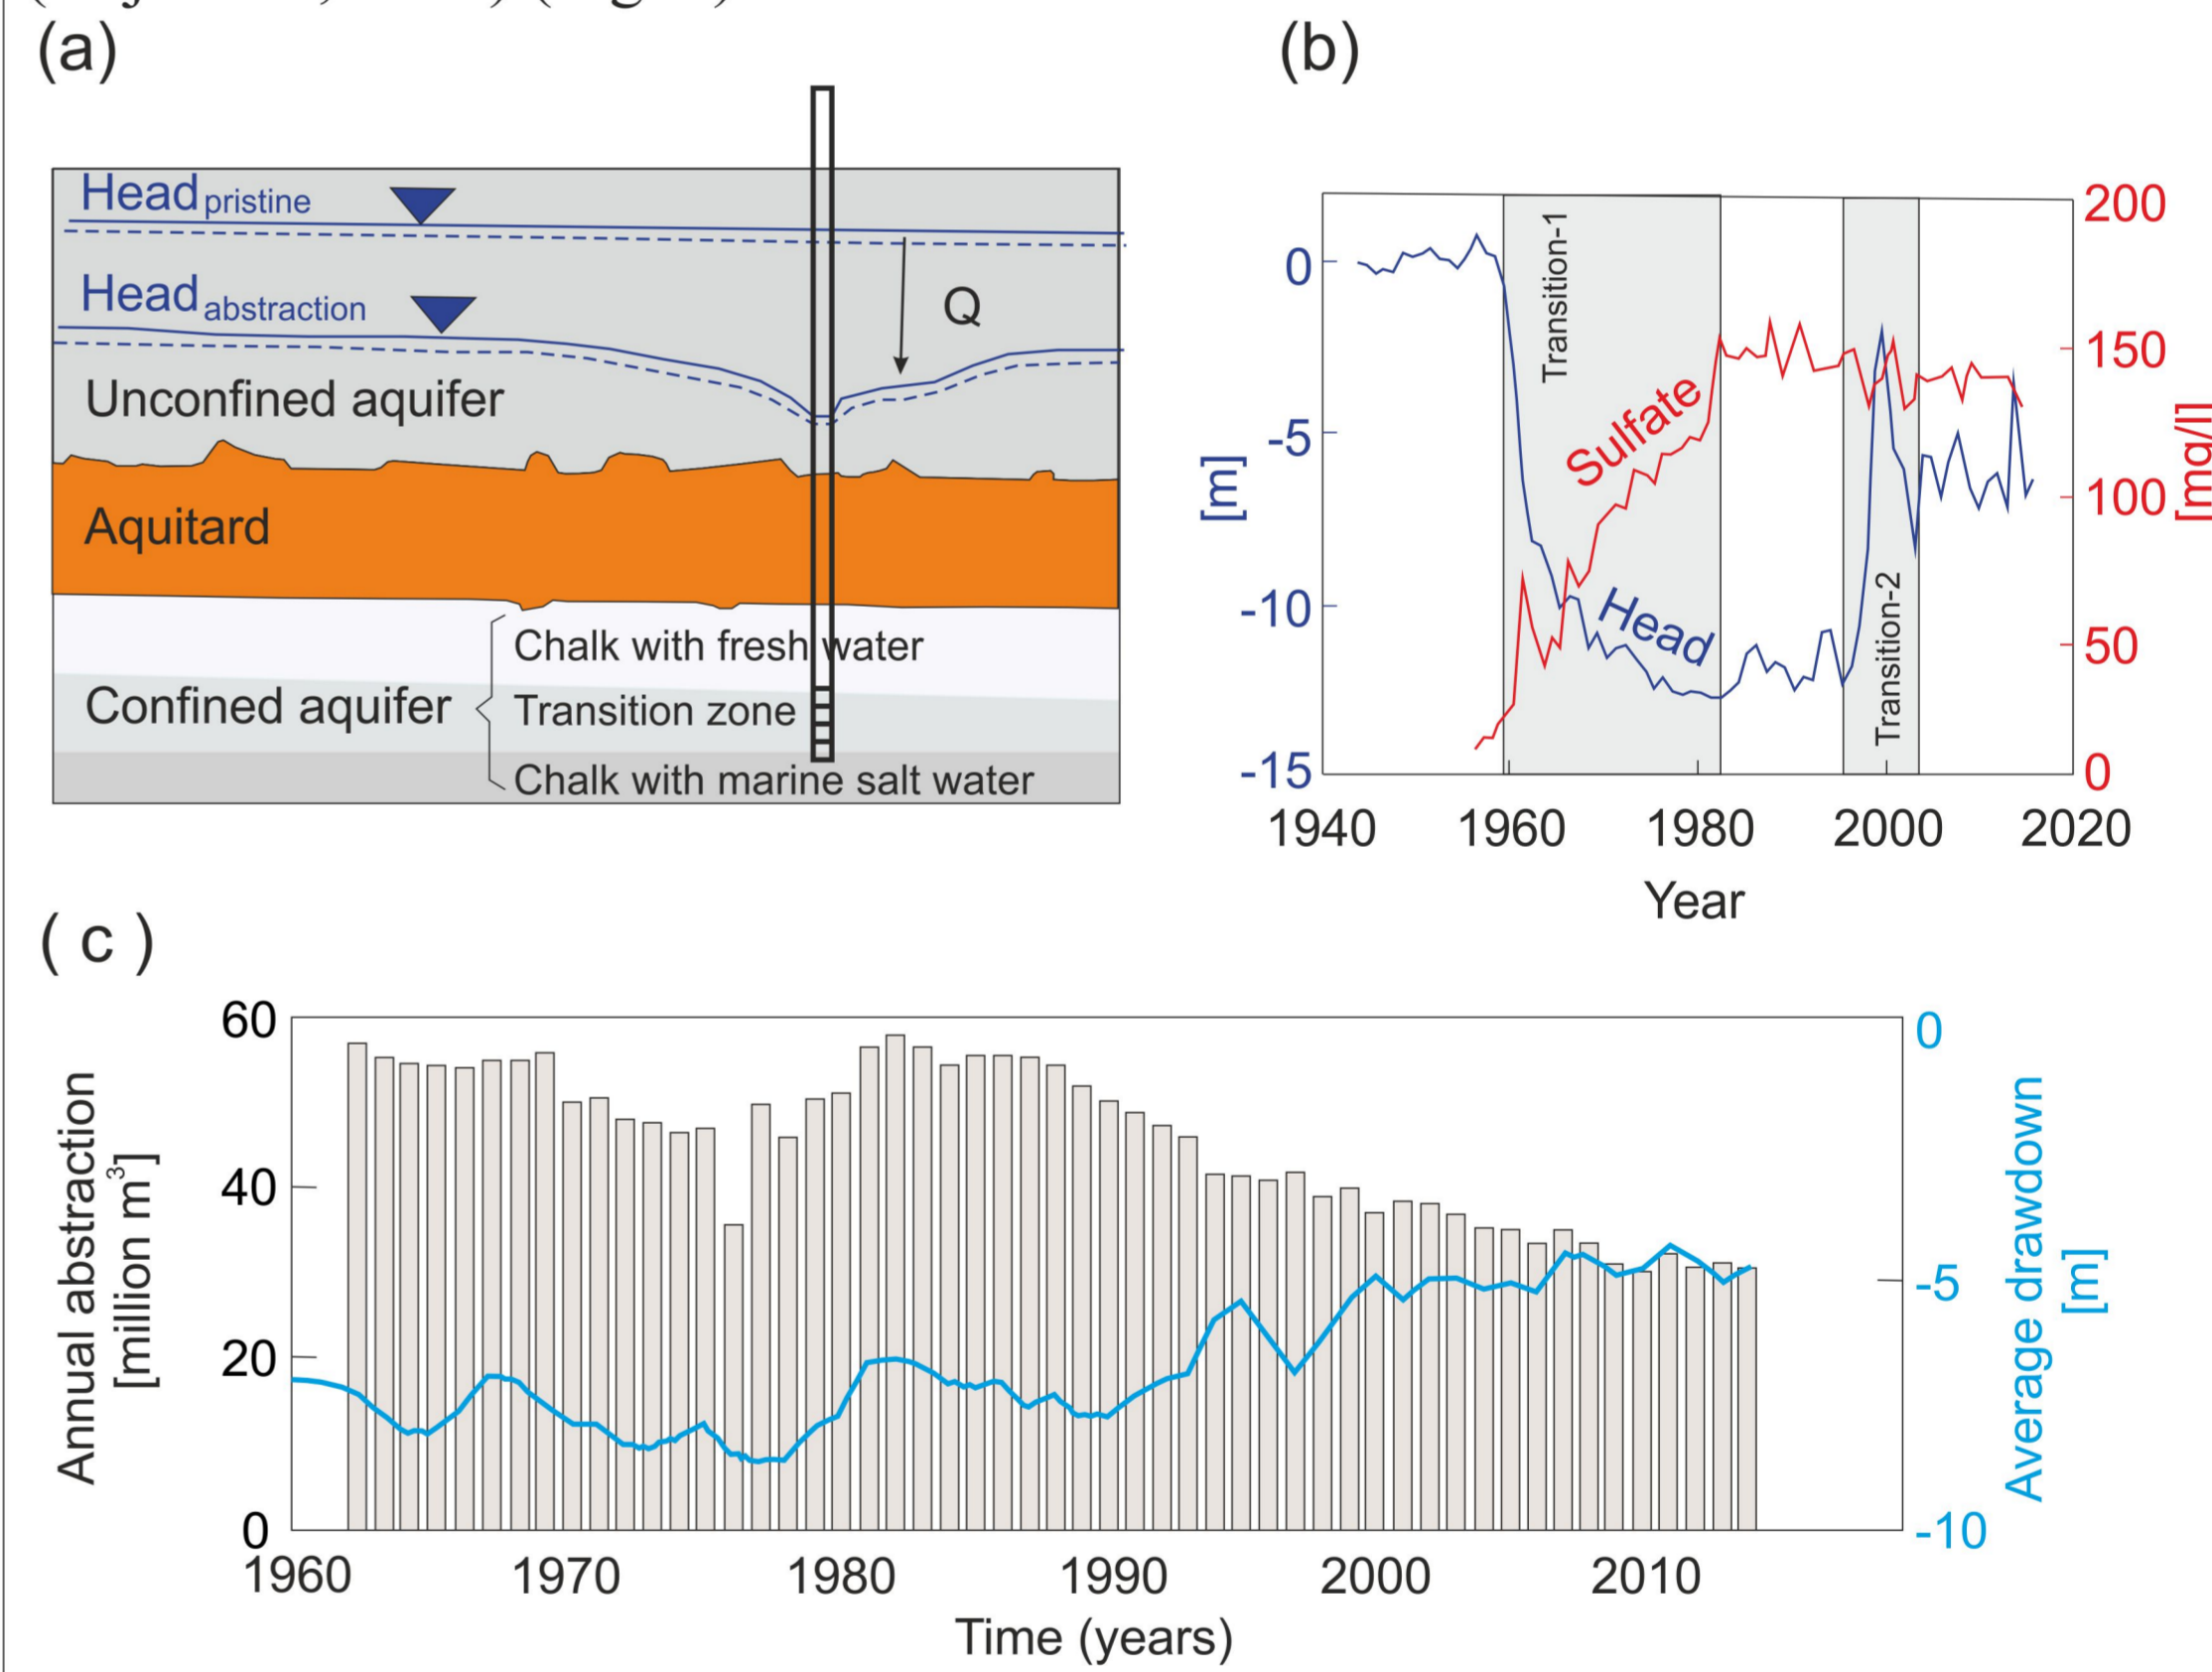 (a)
Head pristine
Head abstraction
Q
Unconfined aquifer
Aquitard
Confined aquifer
Chalk with fresh water
Transition zone
Chalk with marine salt water
(b)
0
-5
-10
-15
[m]
Transition-1
Sulfate
Head
Transition-2
200
150
100
50
0
[mg/l]
1940 1960 1980 2000 2020
Year
( c )
60
40
20
0
Annual abstraction
[million m³]
0
-5
-10
Average drawdown
[m]
1960 1970 1980 1990 2000 2010
Time (years)